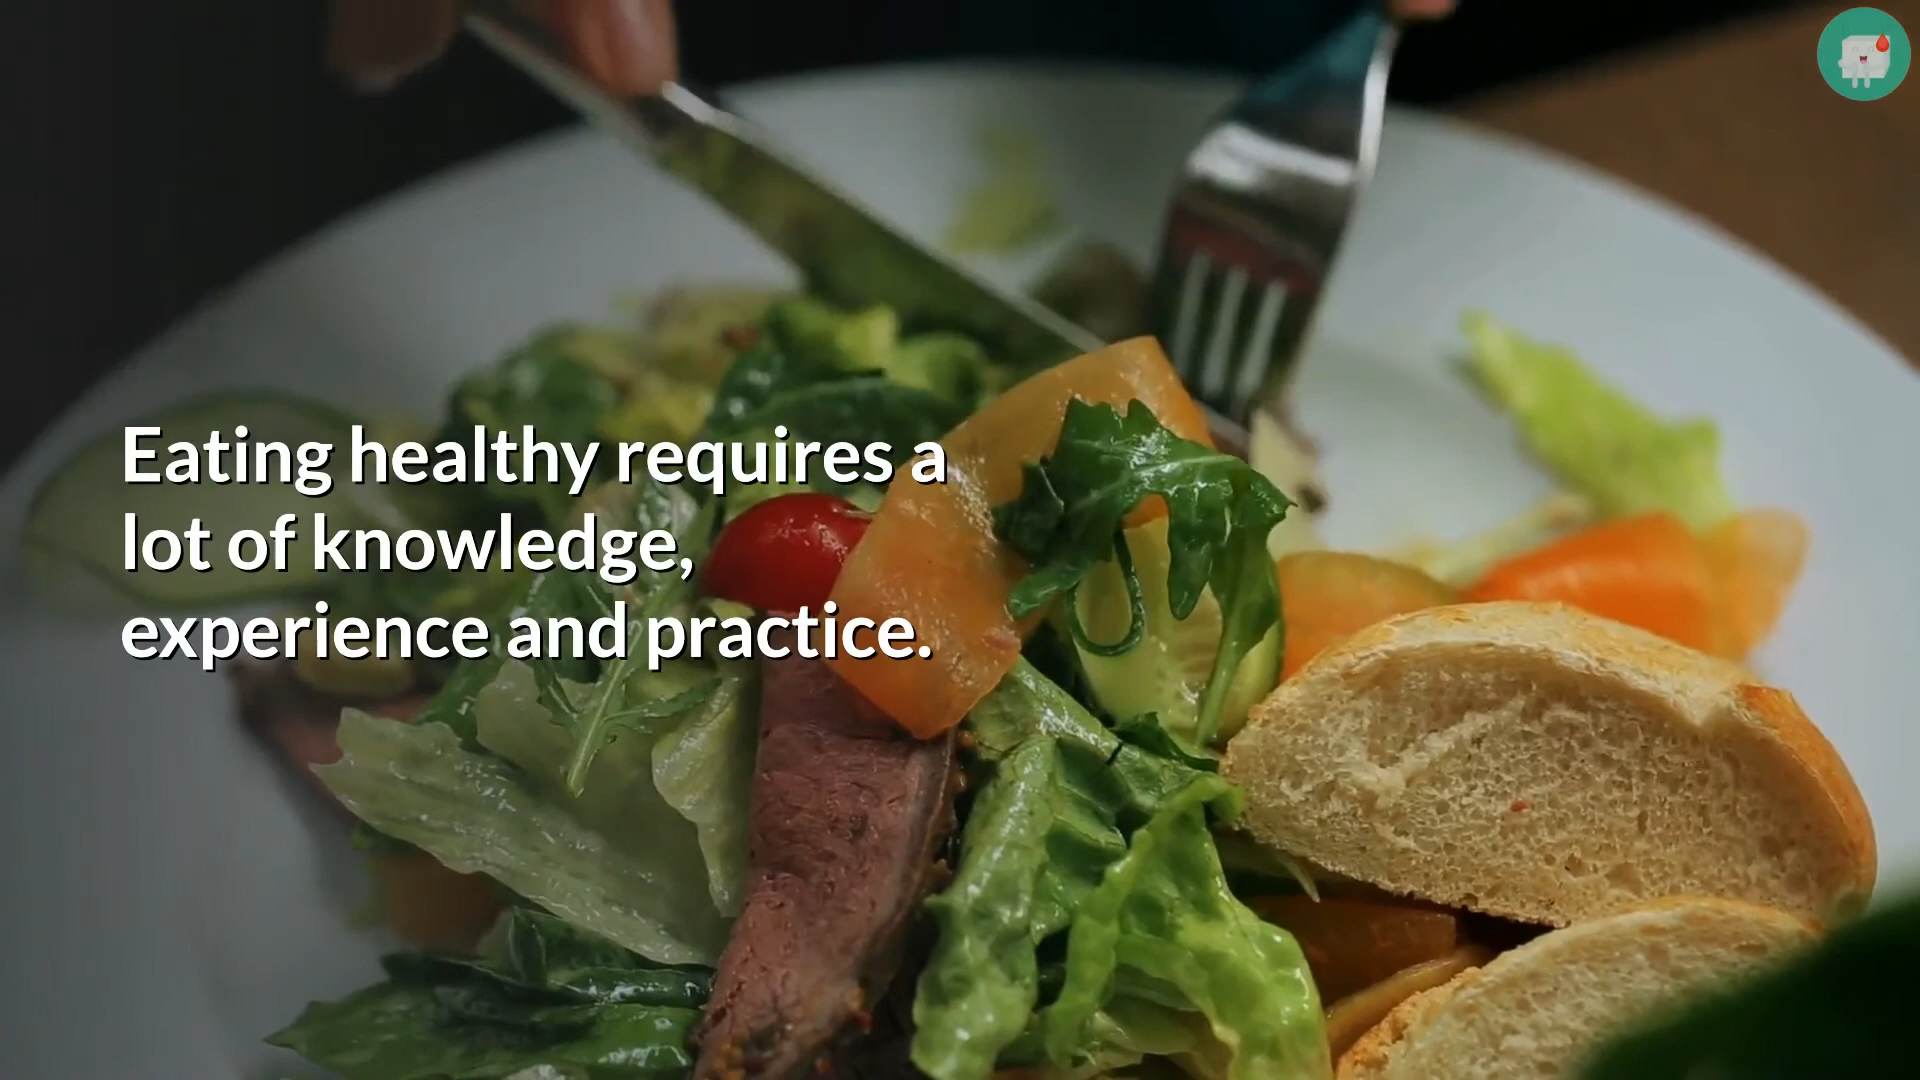 Eating healthy requires a
lot of knowledge,
experience and practice.